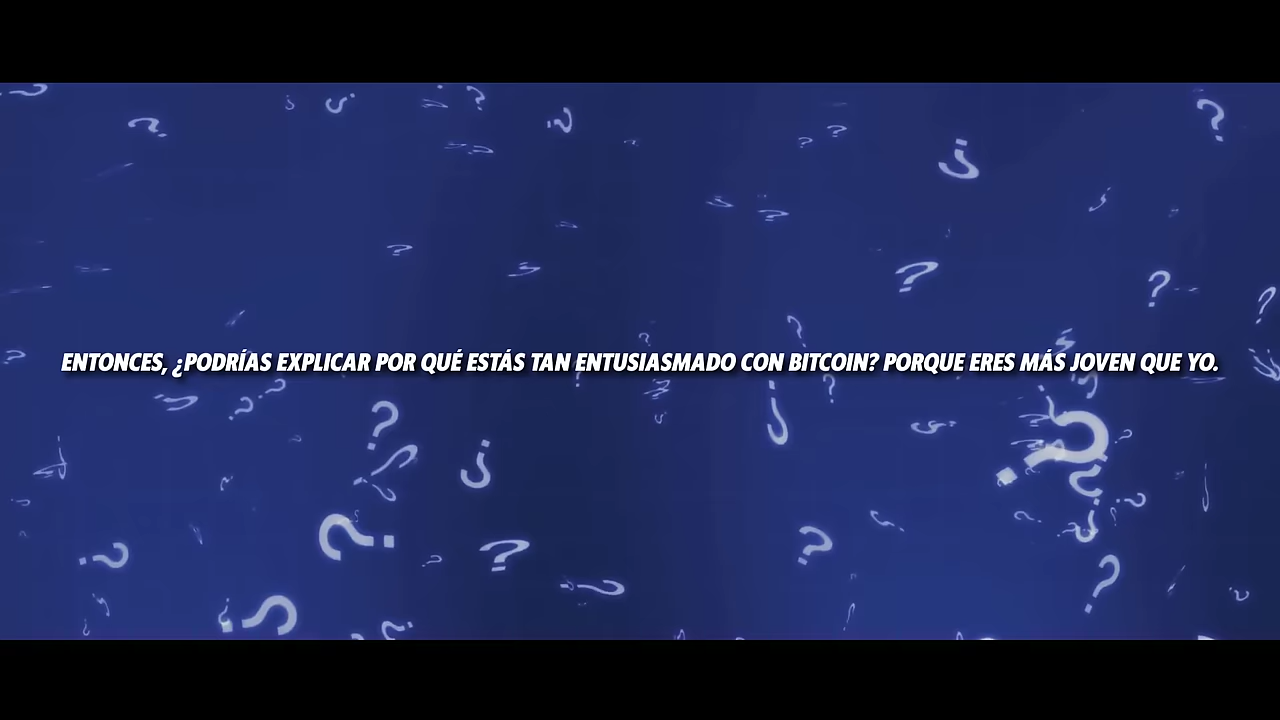 ENTONCES, ¿PODRÍAS EXPLICAR POR QUÉ ESTÁS TAN ENTUSIASMADO CON BITCOIN? PORQUE ERES MÁS JOVEN QUE YO.